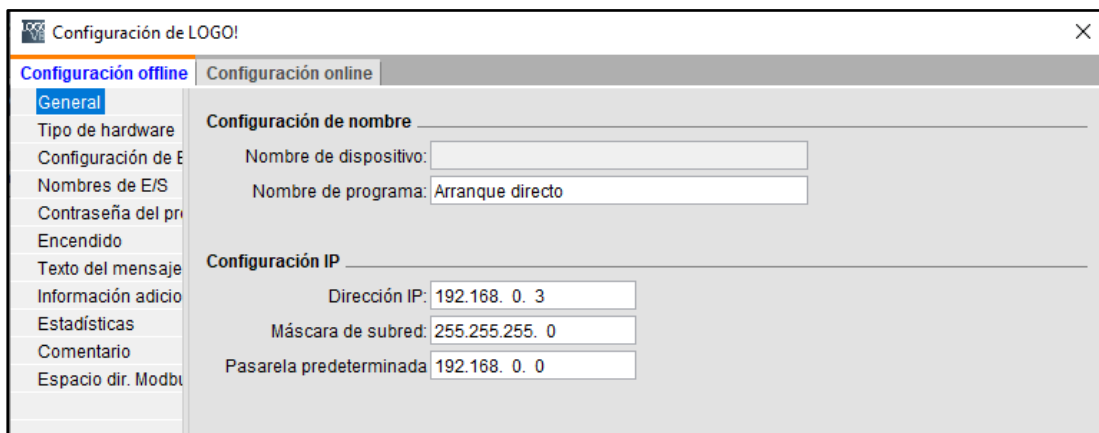 Configuración de LOGO!
Configuración offline Configuración online
General
Tipo de hardware
Configuración de E
Nombres de E/S
Contraseña del pro
Encendido
Texto del mensaje
Información adicio
Estadísticas
Comentario
Espacio dir. Modbu
Configuración de nombre
Nombre de dispositivo:
Nombre de programa: Arranque directo
Configuración IP
Dirección IP: 192.168. 0. 3
Máscara de subred: 255.255.255. 0
Pasarela predeterminada 192.168. 0. 0